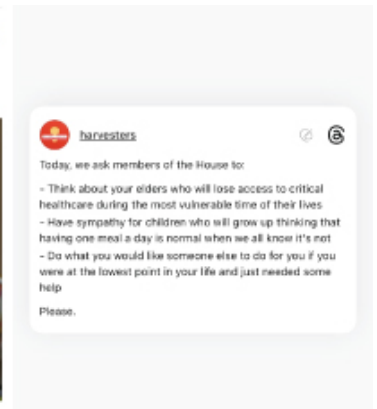 harvesters
Today, we ask members of the House to:
- Think about your elders who will lose access to critical
healthcare during the most vulnerable time of their lives
- Have sympathy for children who will grow up thinking that
having one meal a day is normal when we all know it's not
- Do what you would like someone else to do for you if you
were at the lowest point in your life and just needed some
help
Please.